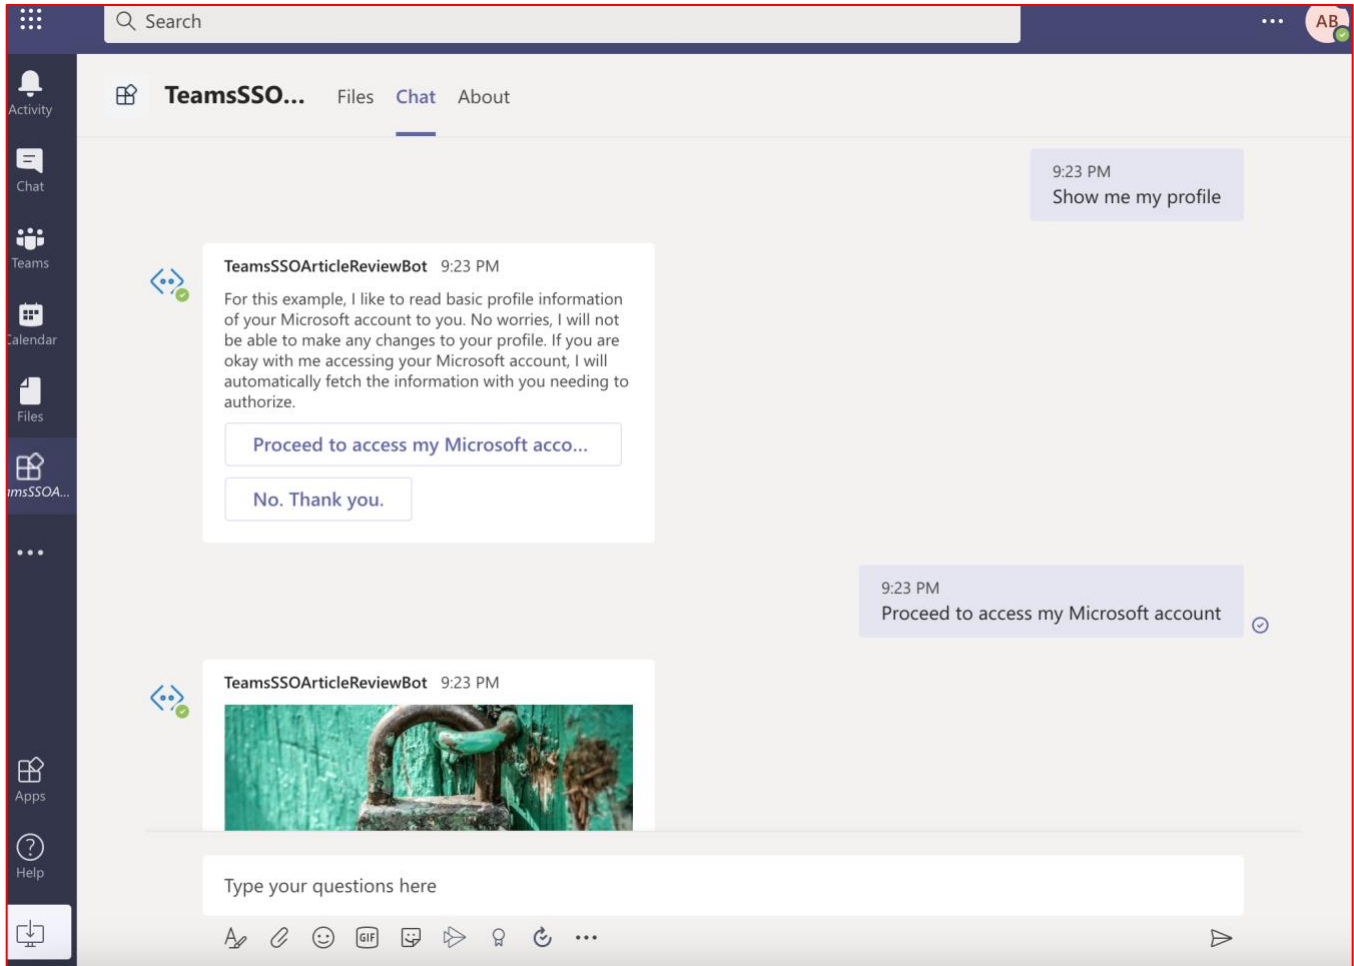 Search
AB
Activity
TeamsSSO...
Files
Chat
About
Chat
Teams
Calendar
Files
msSSOA...
Apps
Help
9:23 PM
Show me my profile
TeamsSSOArticleReviewBot 9:23 PM
For this example, I like to read basic profile information
of your Microsoft account to you. No worries, I will not
be able to make any changes to your profile. If you are
okay with me accessing your Microsoft account, I will
automatically fetch the information with you needing to
authorize.
Proceed to access my Microsoft acco...
No. Thank you.
9:23 PM
Proceed to access my Microsoft account
TeamsSSOArticleReviewBot 9:23 PM
Type your questions here
GIF